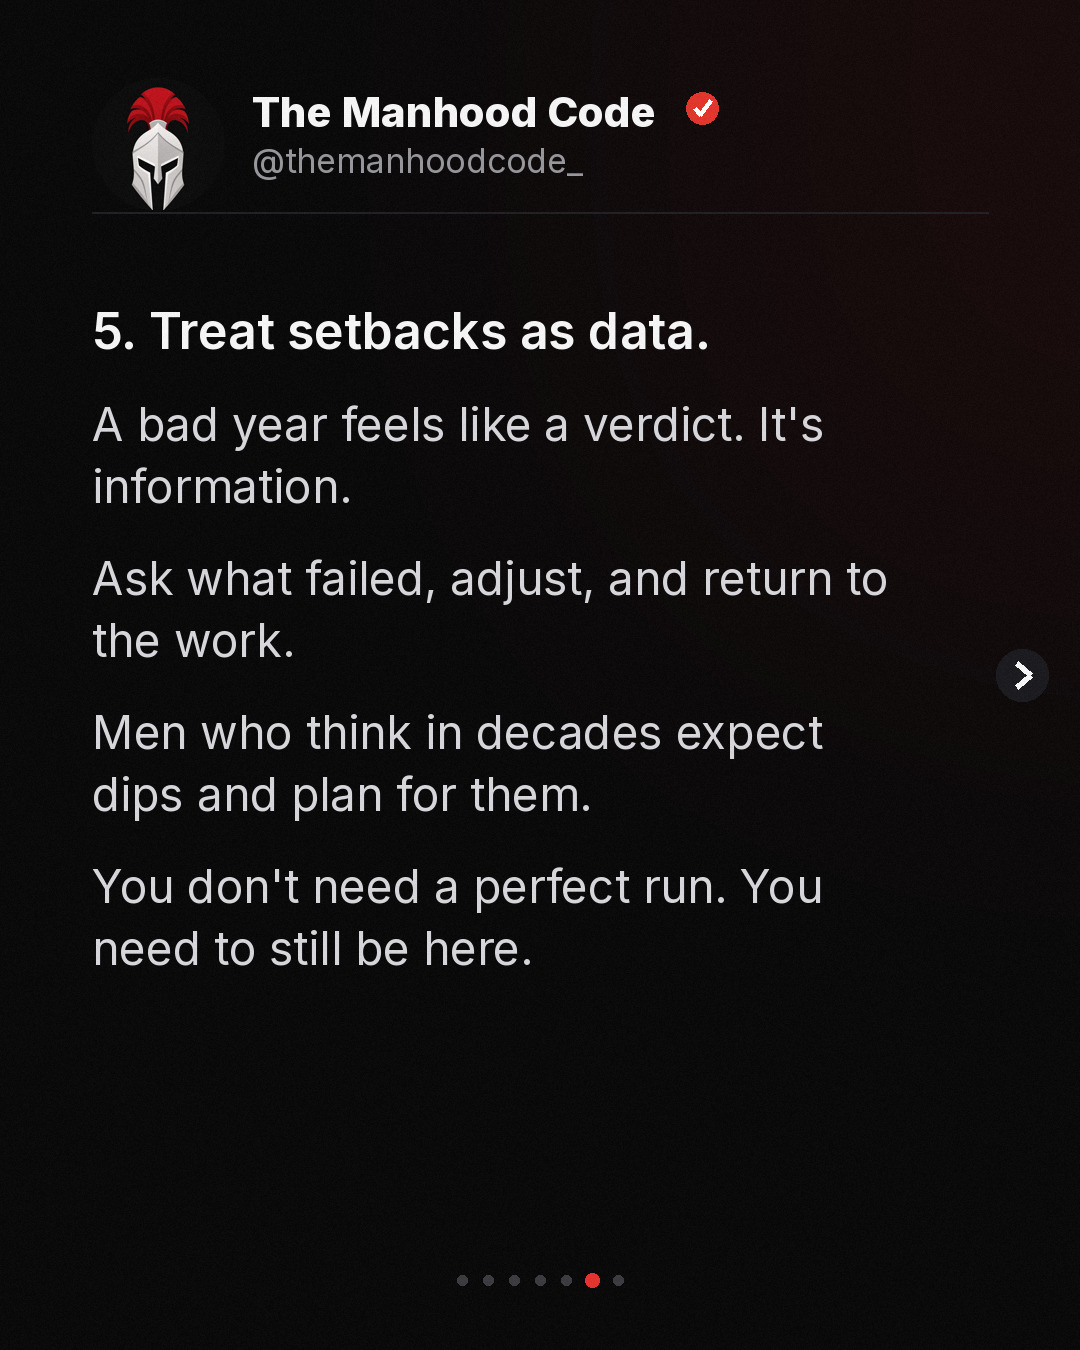 The Manhood Code
@themanhoodcode_
5. Treat setbacks as data.
A bad year feels like a verdict. It's
information.
Ask what failed, adjust, and return to
the work.
Men who think in decades expect
dips and plan for them.
You don't need a perfect run. You
need to still be here.